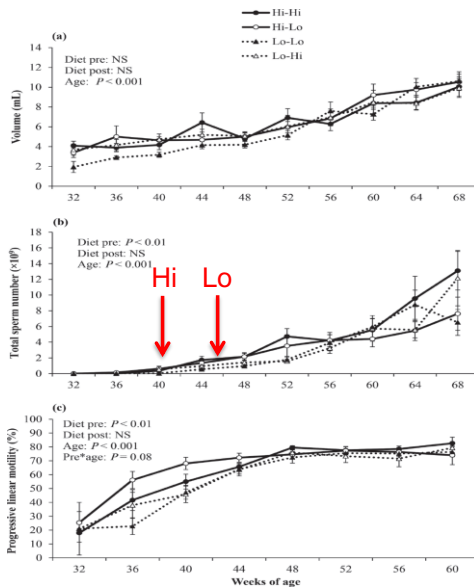 Hi-Hi
Hi-Lo
Lo-Lo
Lo-Hi
(a)
Diet pre: NS
Diet post: NS
Age: P < 0.001
Volume (mL)
14
12
10
8
6
4
2
0
32 36 40 44 48 52 56 60 64 68
(b)
Diet pre: P < 0.01
Diet post: NS
Age: P < 0.001
Hi Lo
Total sperm number (×10⁹)
18
16
14
12
10
8
6
4
2
0
32 36 40 44 48 52 56 60 64 68
(c)
Diet pre: P < 0.01
Diet post: NS
Age: P < 0.001
Pre*age: P = 0.08
Progressive linear motility (%)
90
80
70
60
50
40
30
20
10
0
32 36 40 44 48 52 56 60
Weeks of age